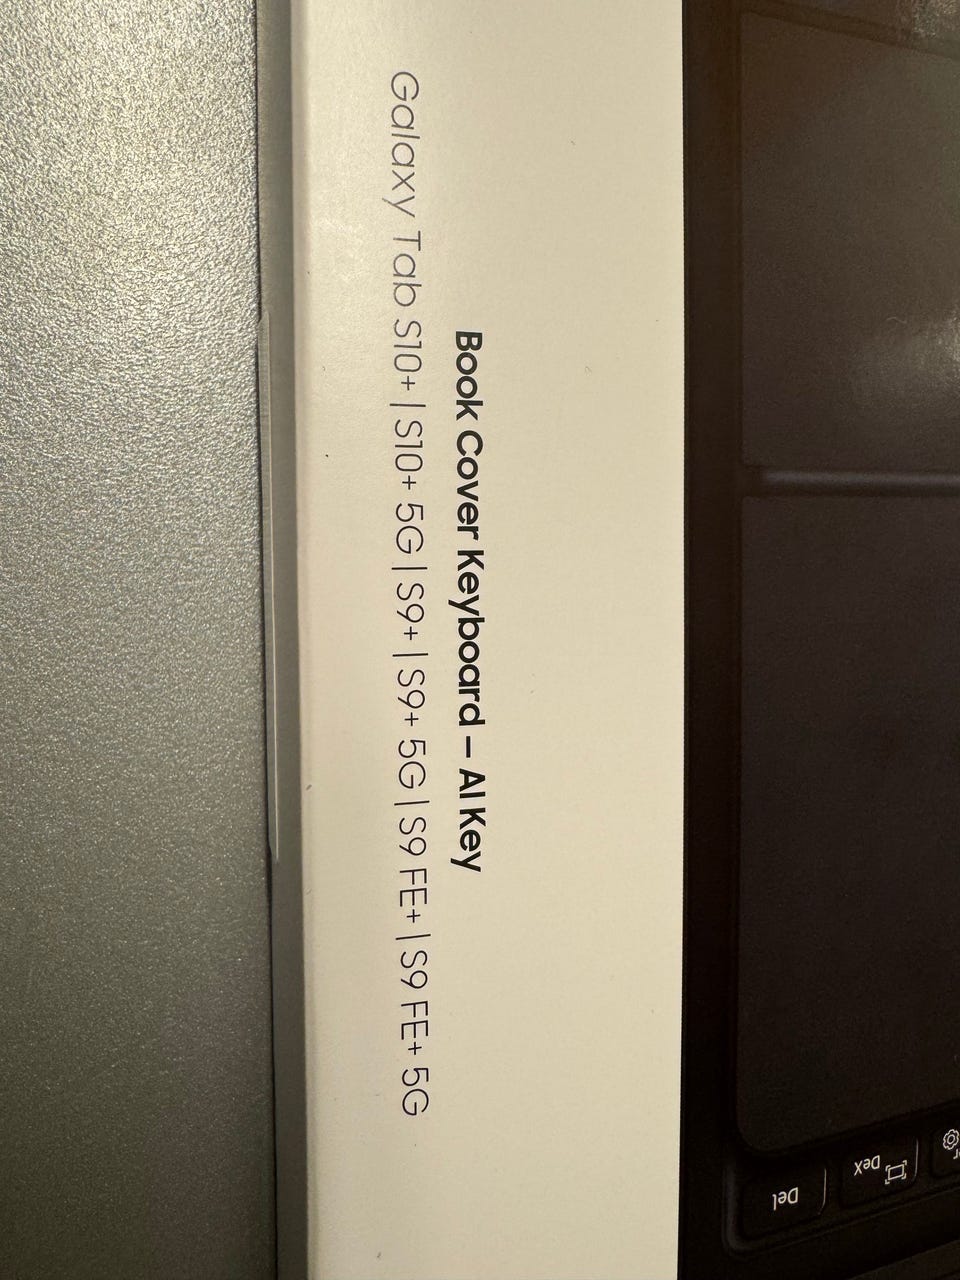 Book Cover Keyboard – AI Key
Galaxy Tab S10+ | S10+ 5G | S9+ | S9+ 5G | S9 FE+ | S9 FE+ 5G
Del
DeX